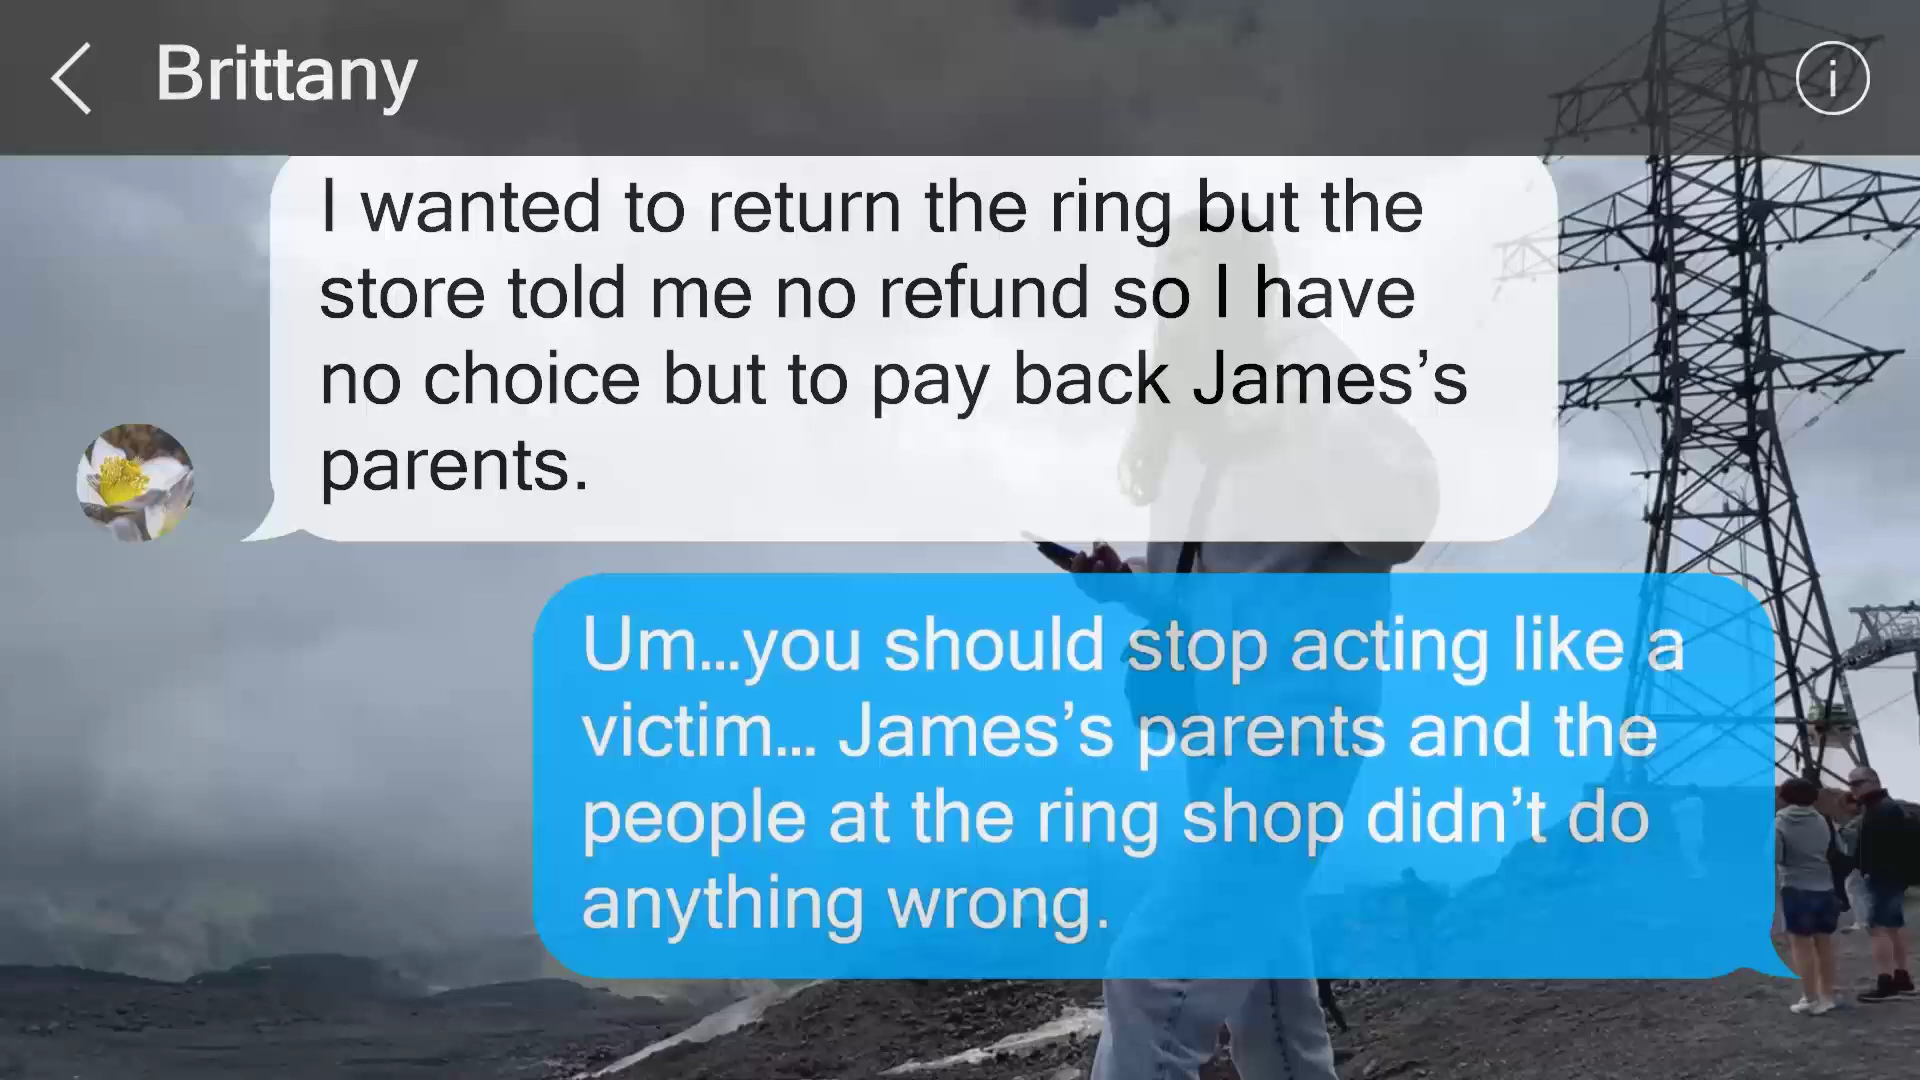 Brittany
I wanted to return the ring but the
store told me no refund so I have
no choice but to pay back James’s
parents.
Um...you should stop acting like a
victim... James’s parents and the
people at the ring shop didn’t do
anything wrong.